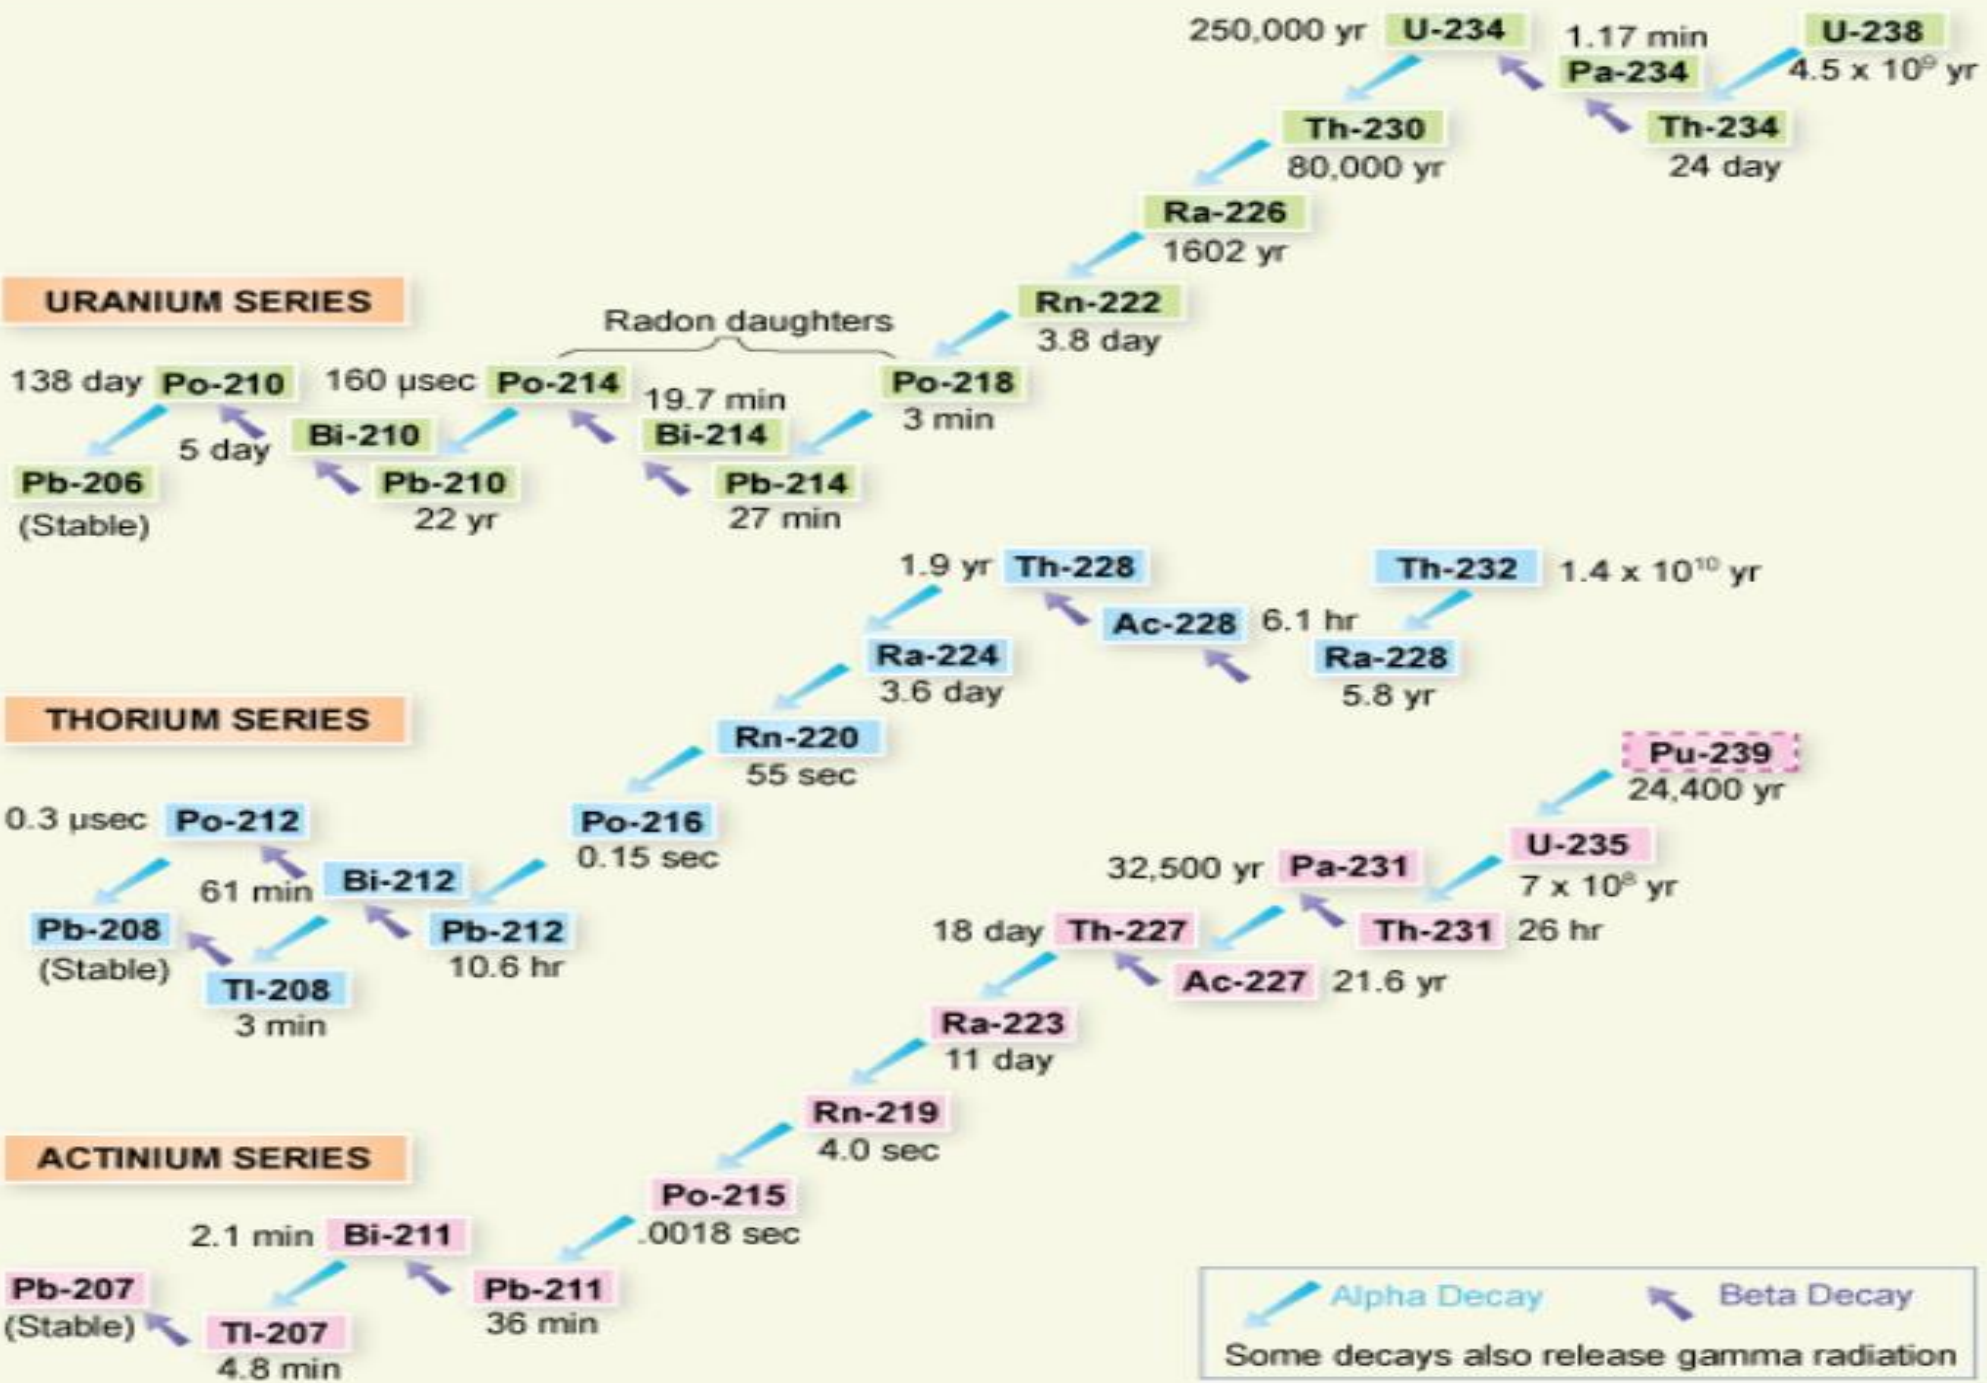 250,000 yr U-234 1.17 min U-238
Pa-234 4.5 x 10⁹ yr
Th-230 Th-234
80,000 yr 24 day
Ra-226
1602 yr
URANIUM SERIES Rn-222
Radon daughters
3.8 day
138 day Po-210 160 µsec Po-214 19.7 min Po-218
5 day Bi-210 Bi-214 3 min
Pb-206 Pb-210 Pb-214
(Stable) 22 yr 27 min
1.9 yr Th-228 Th-232 1.4 x 10¹⁰ yr
Ac-228 6.1 hr
Ra-224 Ra-228
3.6 day 5.8 yr
THORIUM SERIES
Rn-220 Pu-239
55 sec 24,400 yr
0.3 µsec Po-212 Po-216 U-235
0.15 sec 32,500 yr Pa-231 7 x 10⁸ yr
61 min Bi-212
Pb-208 Pb-212 18 day Th-227 Th-231 26 hr
(Stable) 10.6 hr Ac-227 21.6 yr
Tl-208
3 min Ra-223
11 day
Rn-219
4.0 sec
ACTINIUM SERIES
Po-215
.0018 sec
2.1 min Bi-211
Pb-207 Pb-211
(Stable) 36 min
Tl-207
4.8 min
Alpha Decay Beta Decay
Some decays also release gamma radiation